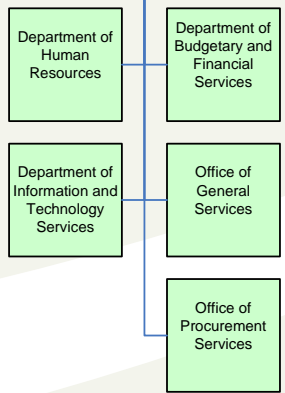 Department of
Human
Resources
Department of
Budgetary and
Financial
Services
Department of
Information and
Technology
Services
Office of
General
Services
Office of
Procurement
Services